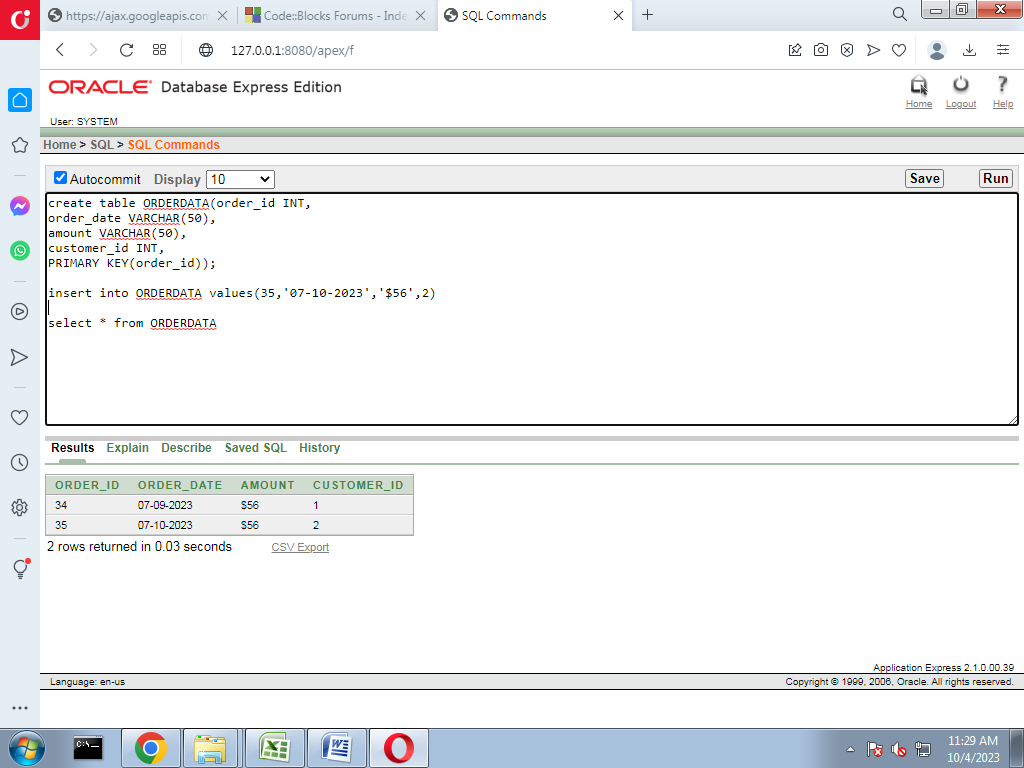 https://ajax.googleapis.com
Code::Blocks Forums - Inde
SQL Commands
127.0.0.1:8080/apex/f
ORACLE® Database Express Edition
Home
Logout
Help
User: SYSTEM
Home > SQL > SQL Commands
Autocommit Display 10
Save
Run
create table ORDERDATA(order_id INT,
order_date VARCHAR(50),
amount VARCHAR(50),
customer_id INT,
PRIMARY KEY(order_id));
insert into ORDERDATA values(35,'07-10-2023','$56',2)
select * from ORDERDATA
Results Explain Describe Saved SQL History
ORDER_ID ORDER_DATE AMOUNT CUSTOMER_ID
34 07-09-2023 $56 1
35 07-10-2023 $56 2
2 rows returned in 0.03 seconds
CSV Export
Application Express 2.1.0.00.39
Language: en-us
Copyright © 1999, 2006, Oracle. All rights reserved.
C:\_
11:29 AM
10/4/2023